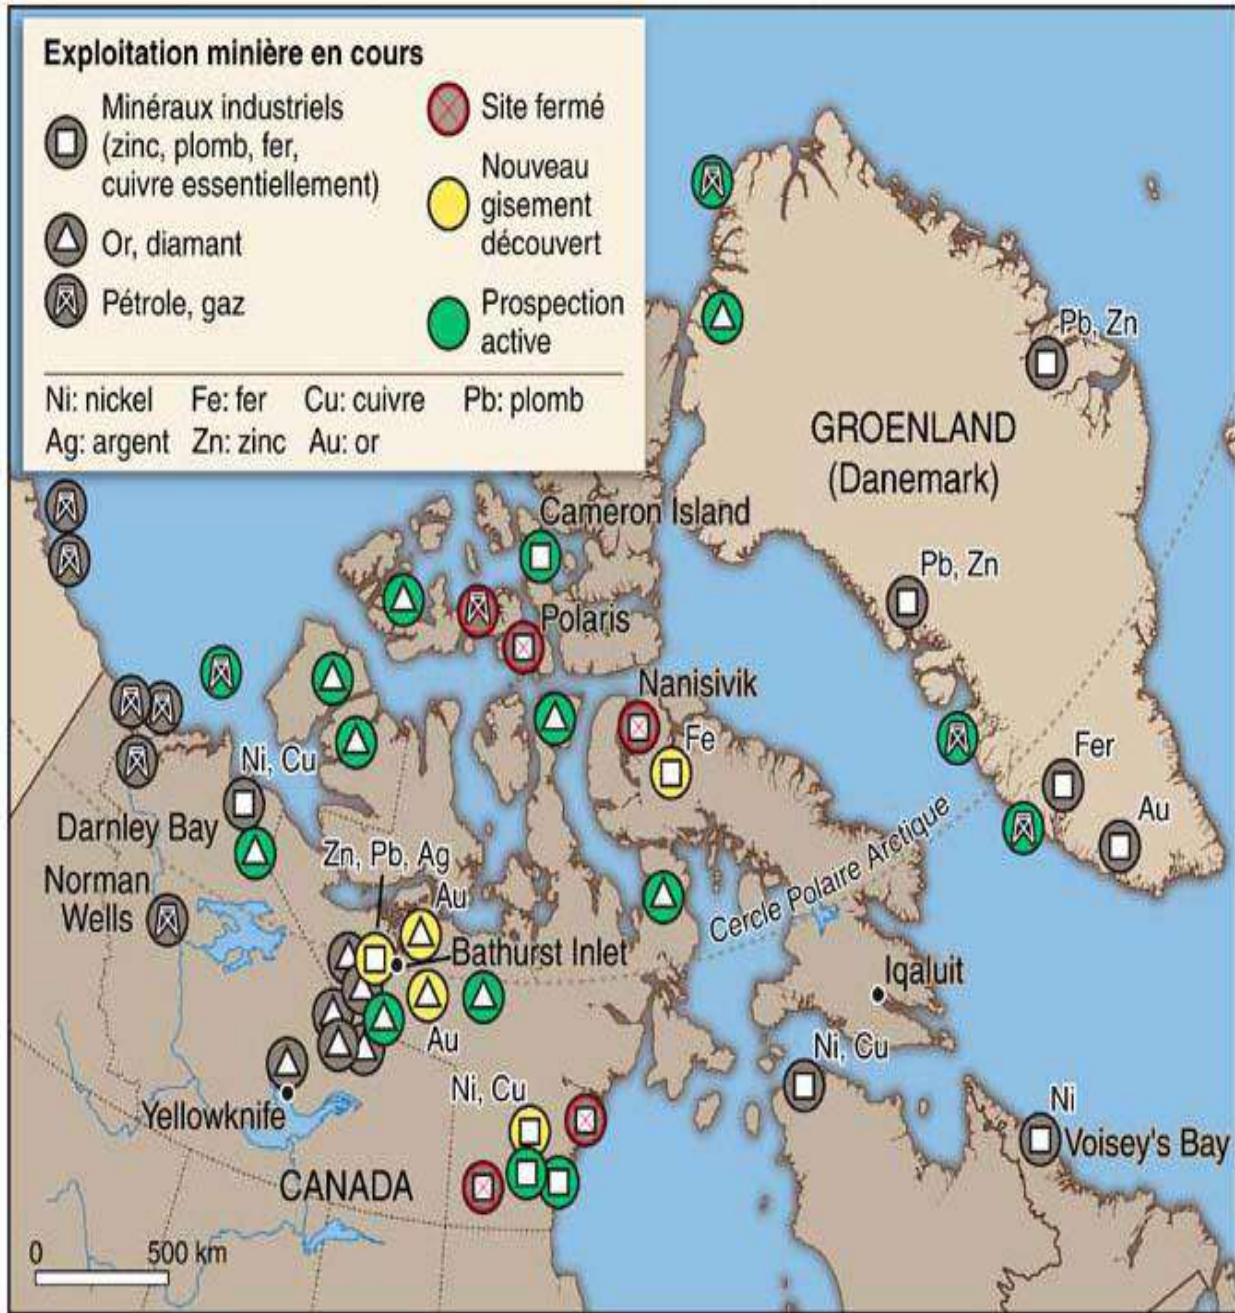 Exploitation minière en cours
Minéraux industriels
(zinc, plomb, fer,
cuivre essentiellement)
Or, diamant
Pétrole, gaz
Site fermé
Nouveau
gisement
découvert
Prospection
active
Ni: nickel Fe: fer Cu: cuivre Pb: plomb
Ag: argent Zn: zinc Au: or
Pb, Zn
GROENLAND
(Danemark)
Cameron Island
Pb, Zn
Polaris
Nanisivik
Fe
Fer
Ni, Cu
Au
Darnley Bay
Zn, Pb, Ag
Cercle Polaire Arctique
Norman
Wells
Au
Bathurst Inlet
Iqaluit
Au
Ni, Cu
Ni, Cu
Yellowknife
Ni
Voisey's Bay
CANADA
0 500 km